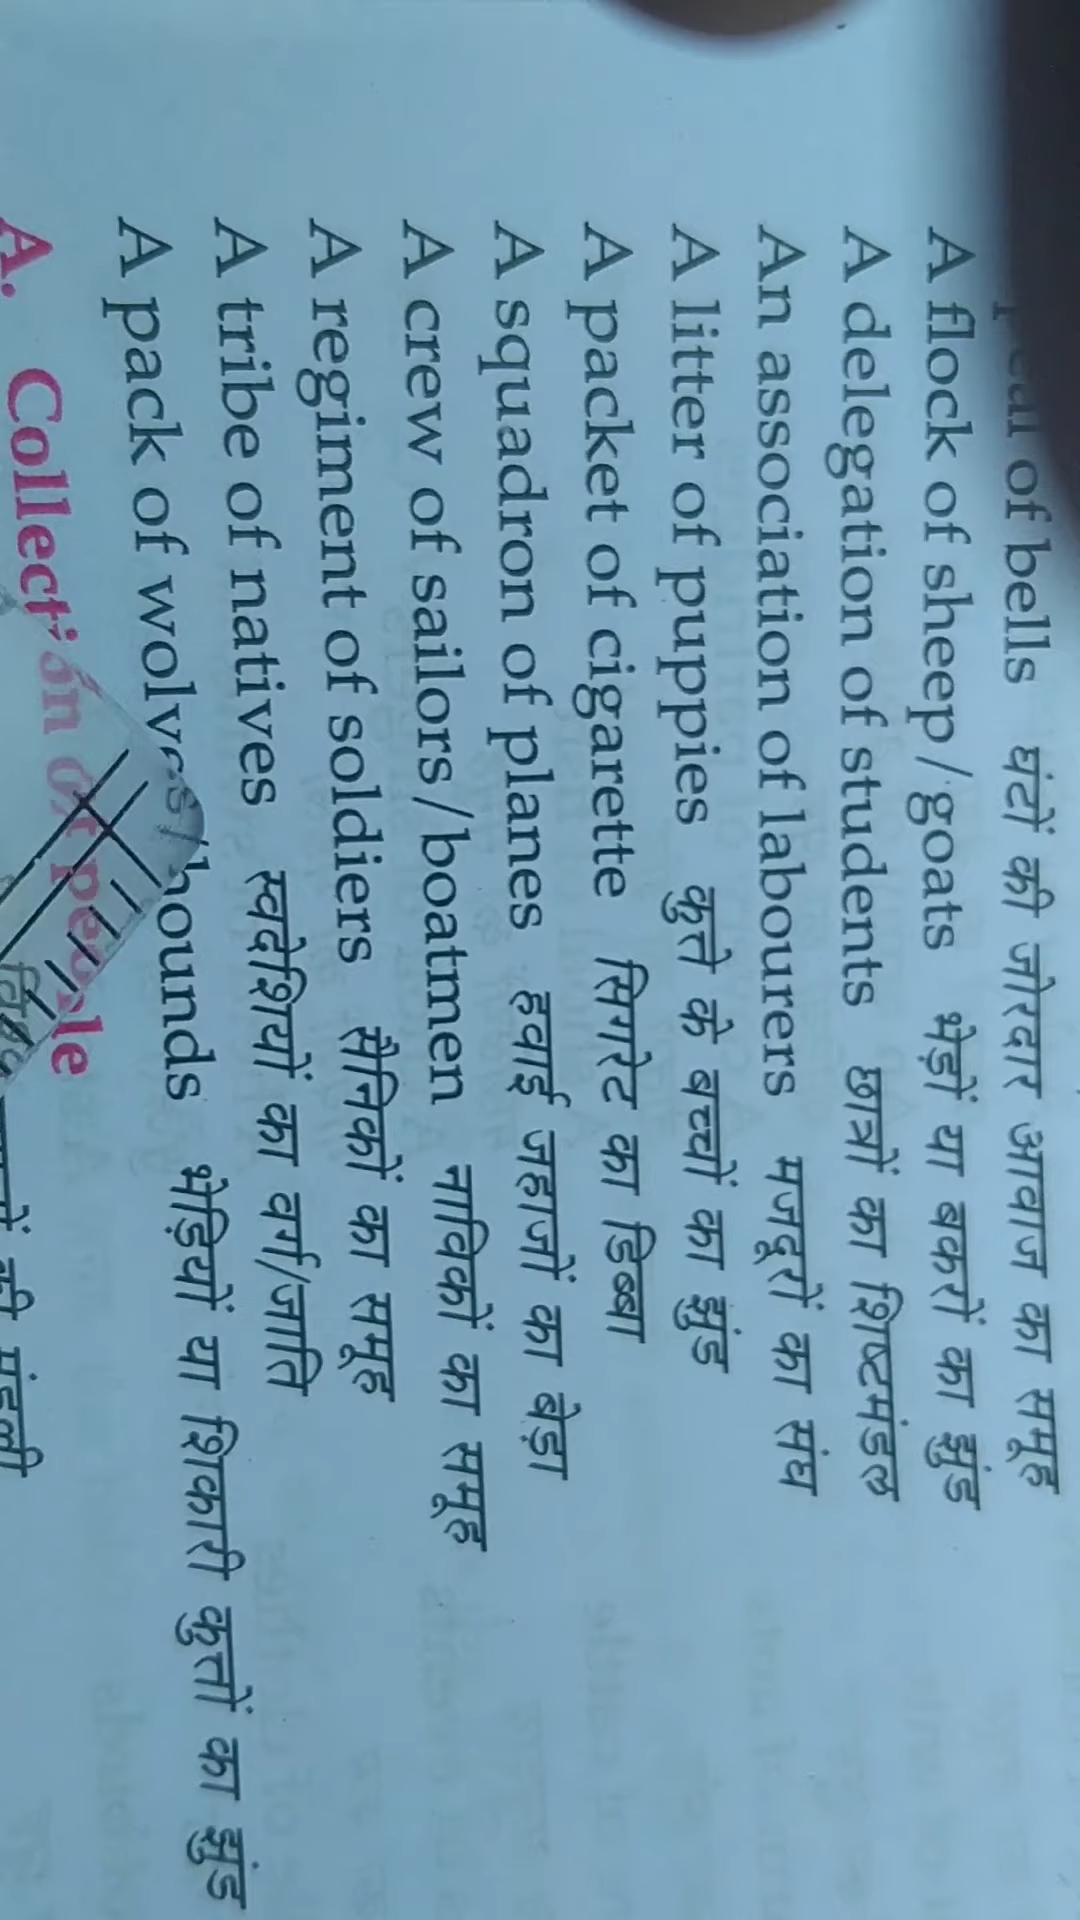 of bells घंटों की जोरदार आवाज का समूह
A flock of sheep/goats भेड़ों या बकरों का झुंड
A delegation of students छात्रों का शिष्टमंडल
An association of labourers मजदूरों का संघ
A litter of puppies कुत्ते के बच्चों का झुंड
A packet of cigarette सिगरेट का डिब्बा
A squadron of planes हवाई जहाजों का बेड़ा
A crew of sailors/boatmen नाविकों का समूह
A regiment of soldiers सैनिकों का समूह
A tribe of natives स्वदेशियों का वर्ग/जाति
A pack of wolves/hounds भेड़ियों या शिकारी कुत्तों का झुंड
A. Collection of people
की मंडली